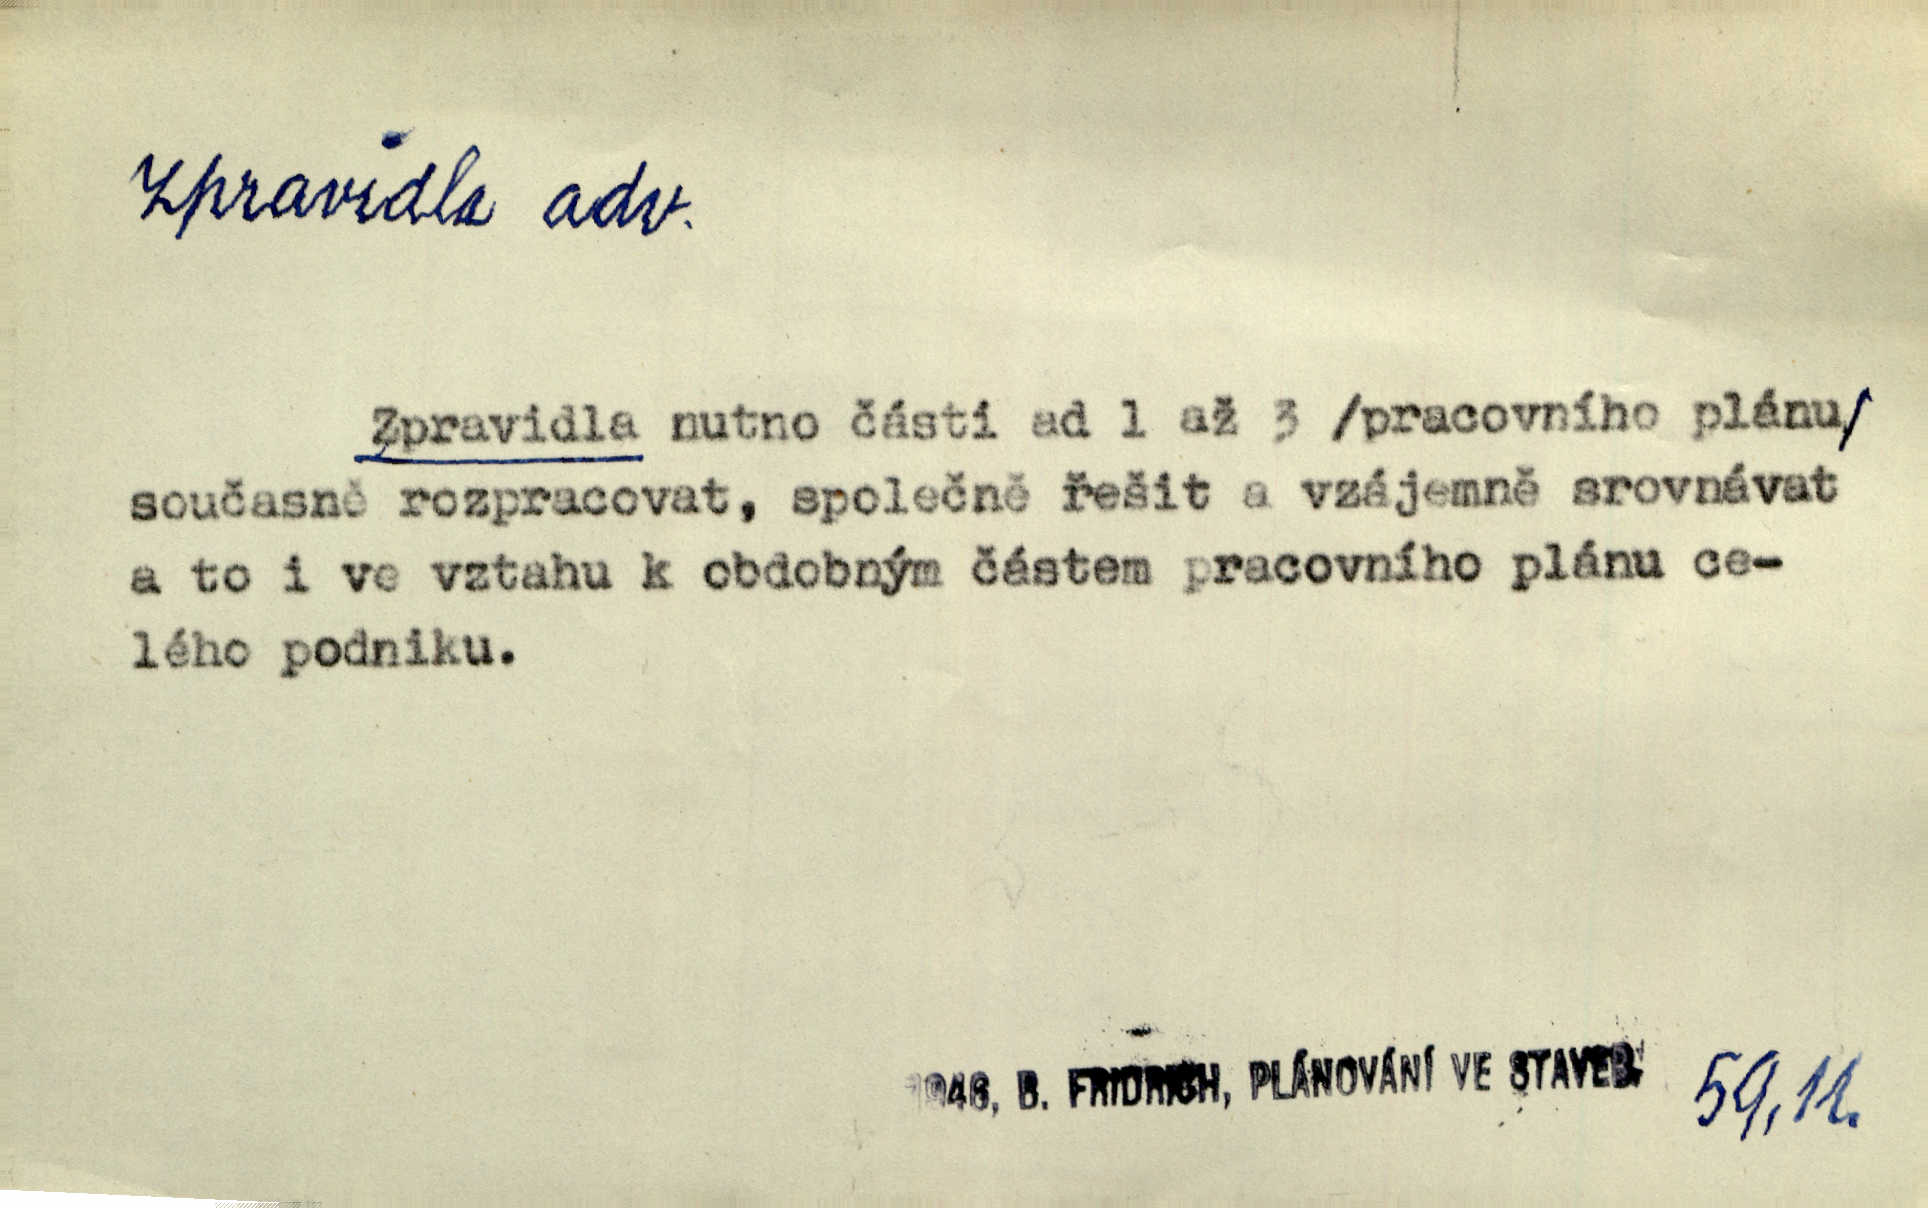 zpravidla adv.
Zpravidla nutno části ad 1 až 3 /pracovního plánu/
současně rozpracovat, společně řešit a vzájemně srovnávat
a to i ve vztahu k obdobným částem pracovního plánu ce-
lého podniku.
1946, B. FRIDRICH, PLÁNOVÁNÍ VE STAVEB. 59,